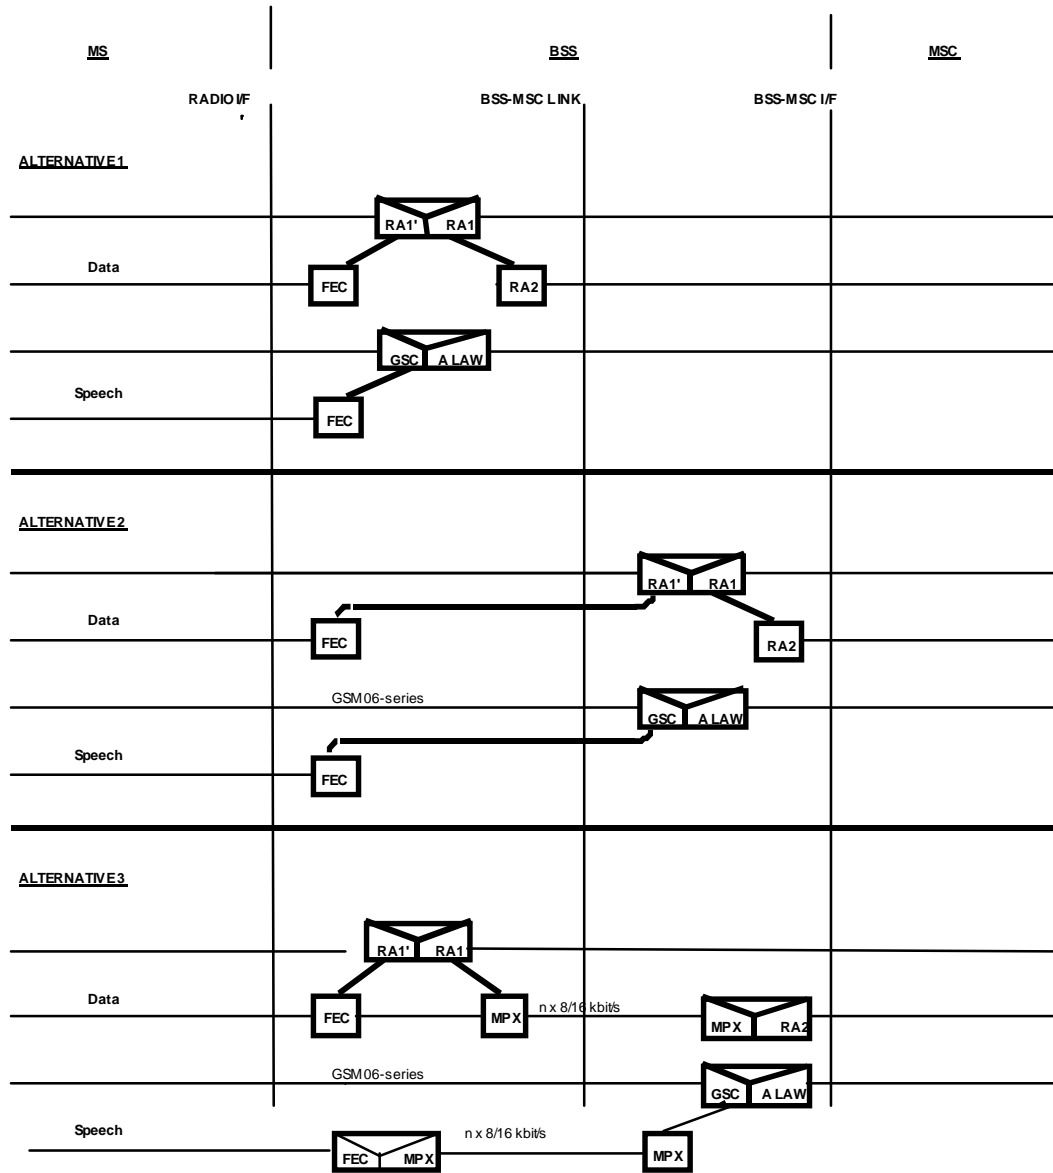 MS BSS MSC
RADIO I/F BSS-MSC LINK BSS-MSC I/F
ALTERNATIVE 1
RA1' RA1
Data
FEC RA2
GSC A LAW
Speech
FEC
ALTERNATIVE 2
RA1' RA1
Data
FEC RA2
GSM 06-series
GSC A LAW
Speech
FEC
ALTERNATIVE 3
RA1' RA1
Data n x 8/16 kbit/s
FEC MPX MPX RA2
GSM 06-series
GSC A LAW
Speech n x 8/16 kbit/s
FEC MPX MPX